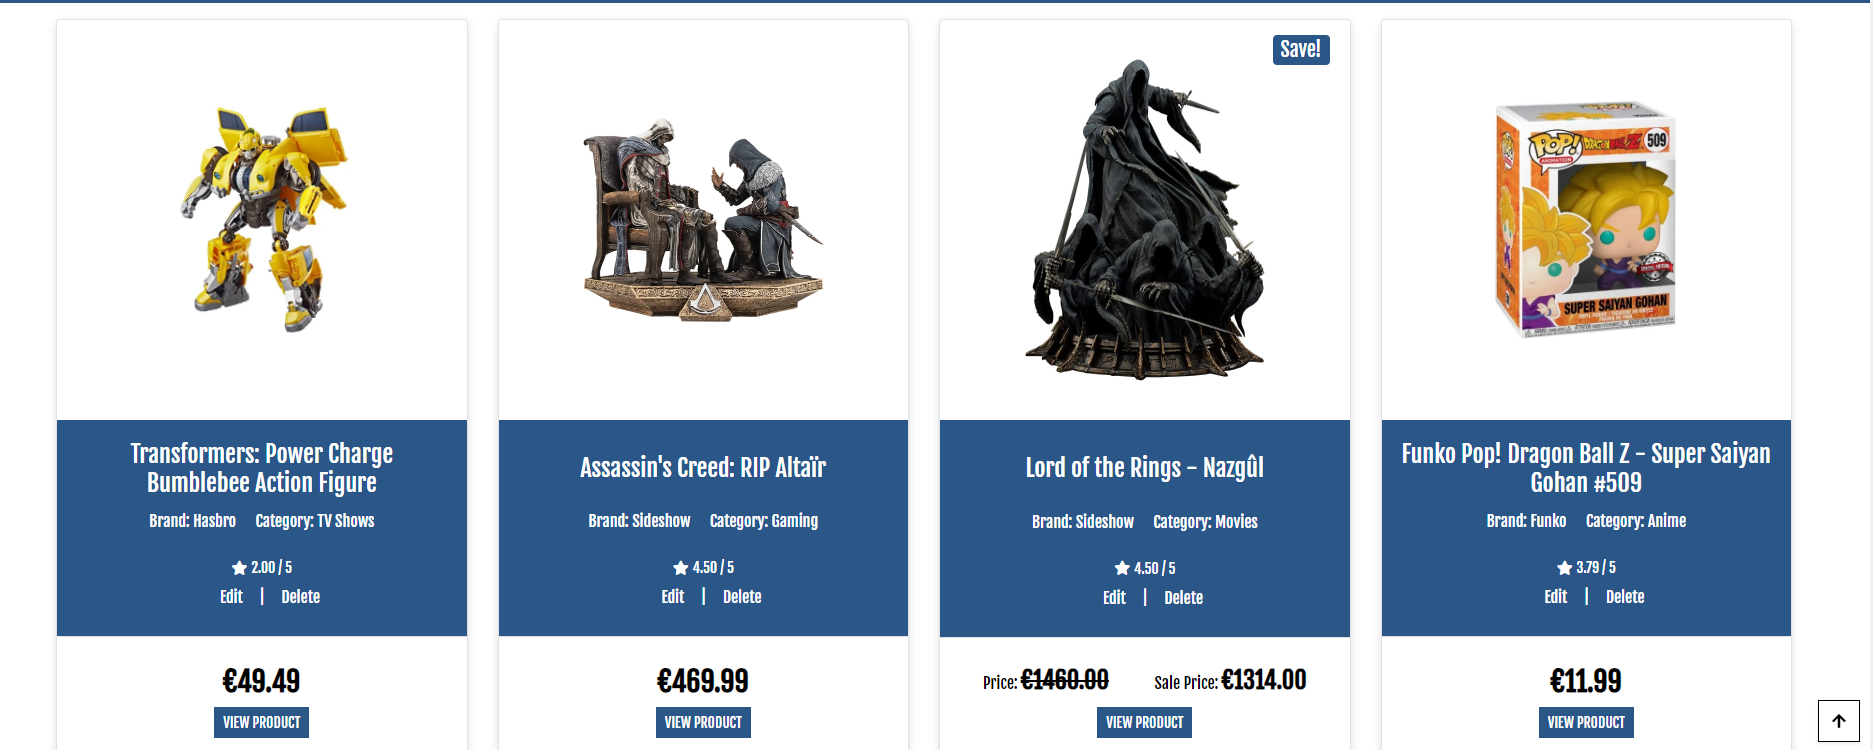 Save!
POP!
ANIMATION
DRAGON BALL Z
509
SUPER SAIYAN GOHAN
Transformers: Power Charge
Bumblebee Action Figure
Brand: Hasbro Category: TV Shows
2.00 / 5
Edit | Delete
€49.49
VIEW PRODUCT
Assassin's Creed: RIP Altaïr
Brand: Sideshow Category: Gaming
4.50 / 5
Edit | Delete
€469.99
VIEW PRODUCT
Lord of the Rings - Nazgûl
Brand: Sideshow Category: Movies
4.50 / 5
Edit | Delete
Price: €1460.00 Sale Price: €1314.00
VIEW PRODUCT
Funko Pop! Dragon Ball Z - Super Saiyan
Gohan #509
Brand: Funko Category: Anime
3.79 / 5
Edit | Delete
€11.99
VIEW PRODUCT